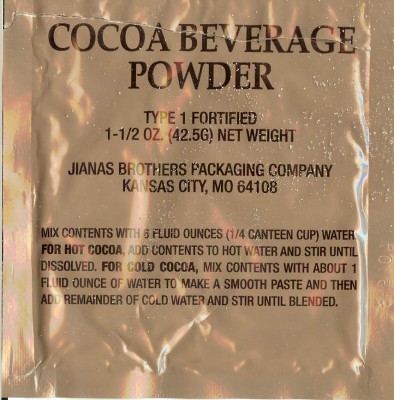 COCOA BEVERAGE
POWDER
TYPE 1 FORTIFIED
1-1/2 OZ. (42.5G) NET WEIGHT
JIANAS BROTHERS PACKAGING COMPANY
KANSAS CITY, MO 64108
MIX CONTENTS WITH 6 FLUID OUNCES (1/4 CANTEEN CUP) WATER
FOR HOT COCOA, ADD CONTENTS TO HOT WATER AND STIR UNTIL
DISSOLVED. FOR COLD COCOA, MIX CONTENTS WITH ABOUT 1
FLUID OUNCE OF WATER TO MAKE A SMOOTH PASTE AND THEN
ADD REMAINDER OF COLD WATER AND STIR UNTIL BLENDED.